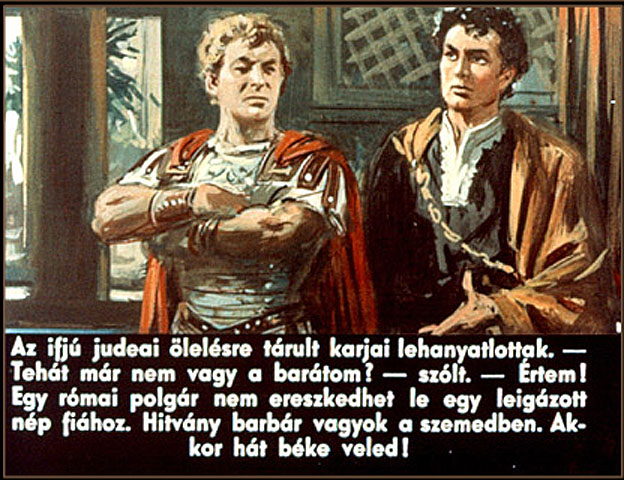 Az ifjú judeai ölelésre tárult karjai lehanyatlottak. —
Tehát már nem vagy a barátom? — szólt. — Értem!
Egy római polgár nem ereszkedhet le egy leigázott
nép fiához. Hitvány barbár vagyok a szemedben. Ak-
kor hát béke veled!